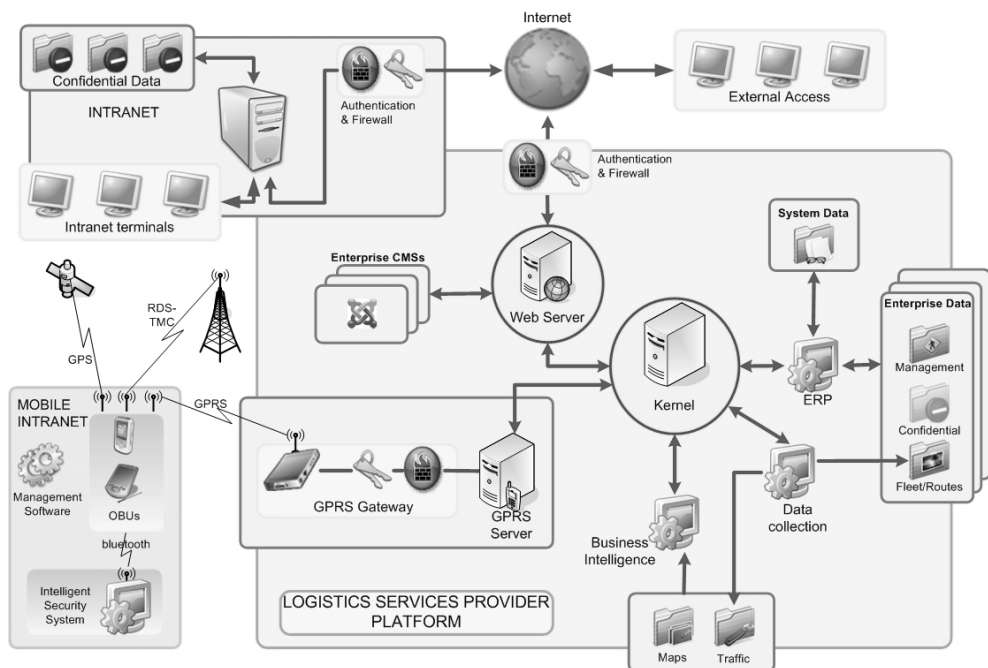 Internet
Confidential Data
INTRANET
Authentication
& Firewall
External Access
Authentication
& Firewall
Intranet terminals
System Data
Enterprise CMSs
Web Server
RDS-
TMC
GPS
Enterprise Data
Management
Kernel
ERP
Confidential
GPRS
MOBILE
INTRANET
Management
Software
OBUs
Fleet/Routes
GPRS Gateway
GPRS
Server
Data
collection
Business
Intelligence
bluetooth
Intelligent
Security
System
LOGISTICS SERVICES PROVIDER
PLATFORM
Maps
Traffic